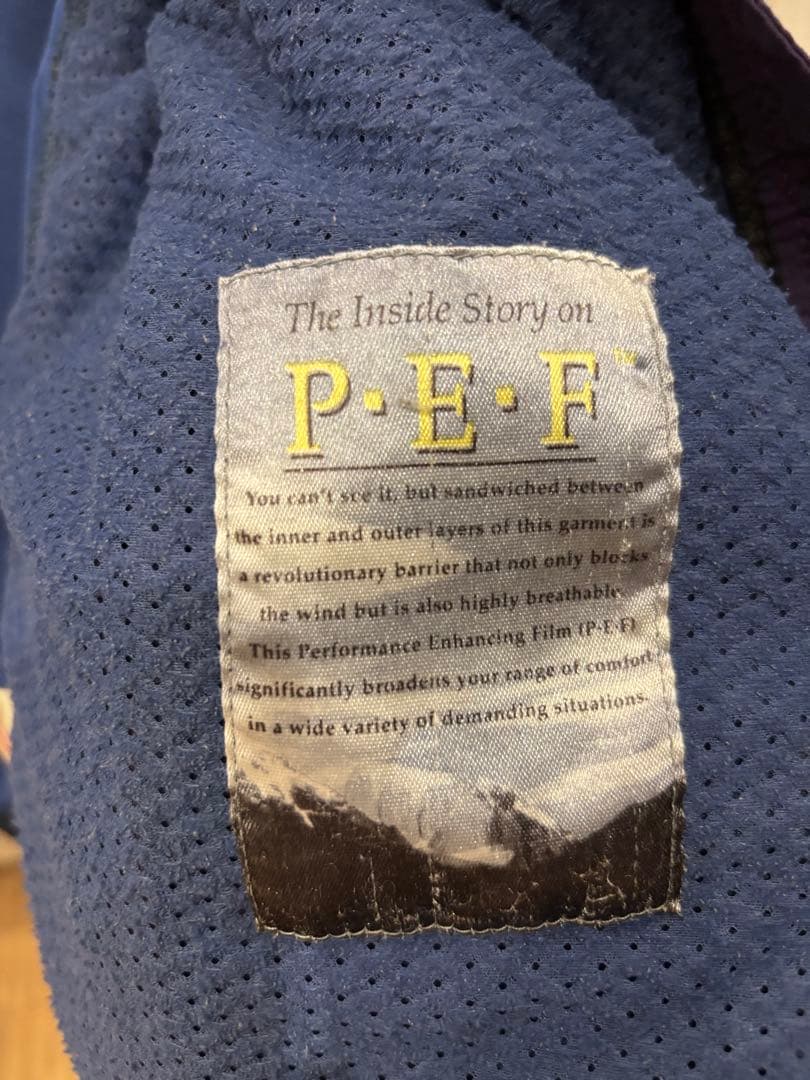 The Inside Story on
P·E·F™
You can't see it, but sandwiched between
the inner and outer layers of this garment is
a revolutionary barrier that not only blocks
the wind but is also highly breathable.
This Performance Enhancing Film (P·E·F)
significantly broadens your range of comfort
in a wide variety of demanding situations.